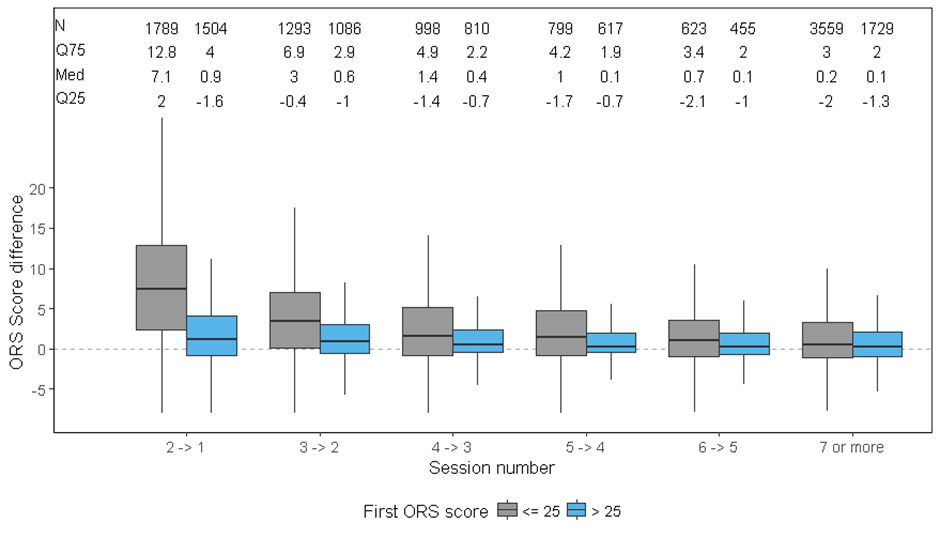 N 1789 1504 1293 1086 998 810 799 617 623 455 3559 1729
Q75 12.8 4 6.9 2.9 4.9 2.2 4.2 1.9 3.4 2 3 2
Med 7.1 0.9 3 0.6 1.4 0.4 1 0.1 0.7 0.1 0.2 0.1
Q25 2 -1.6 -0.4 -1 -1.4 -0.7 -1.7 -0.7 -2.1 -1 -2 -1.3
ORS Score difference
20
15
10
5
0
-5
2 -> 1 3 -> 2 4 -> 3 5 -> 4 6 -> 5 7 or more
Session number
First ORS score <= 25 > 25